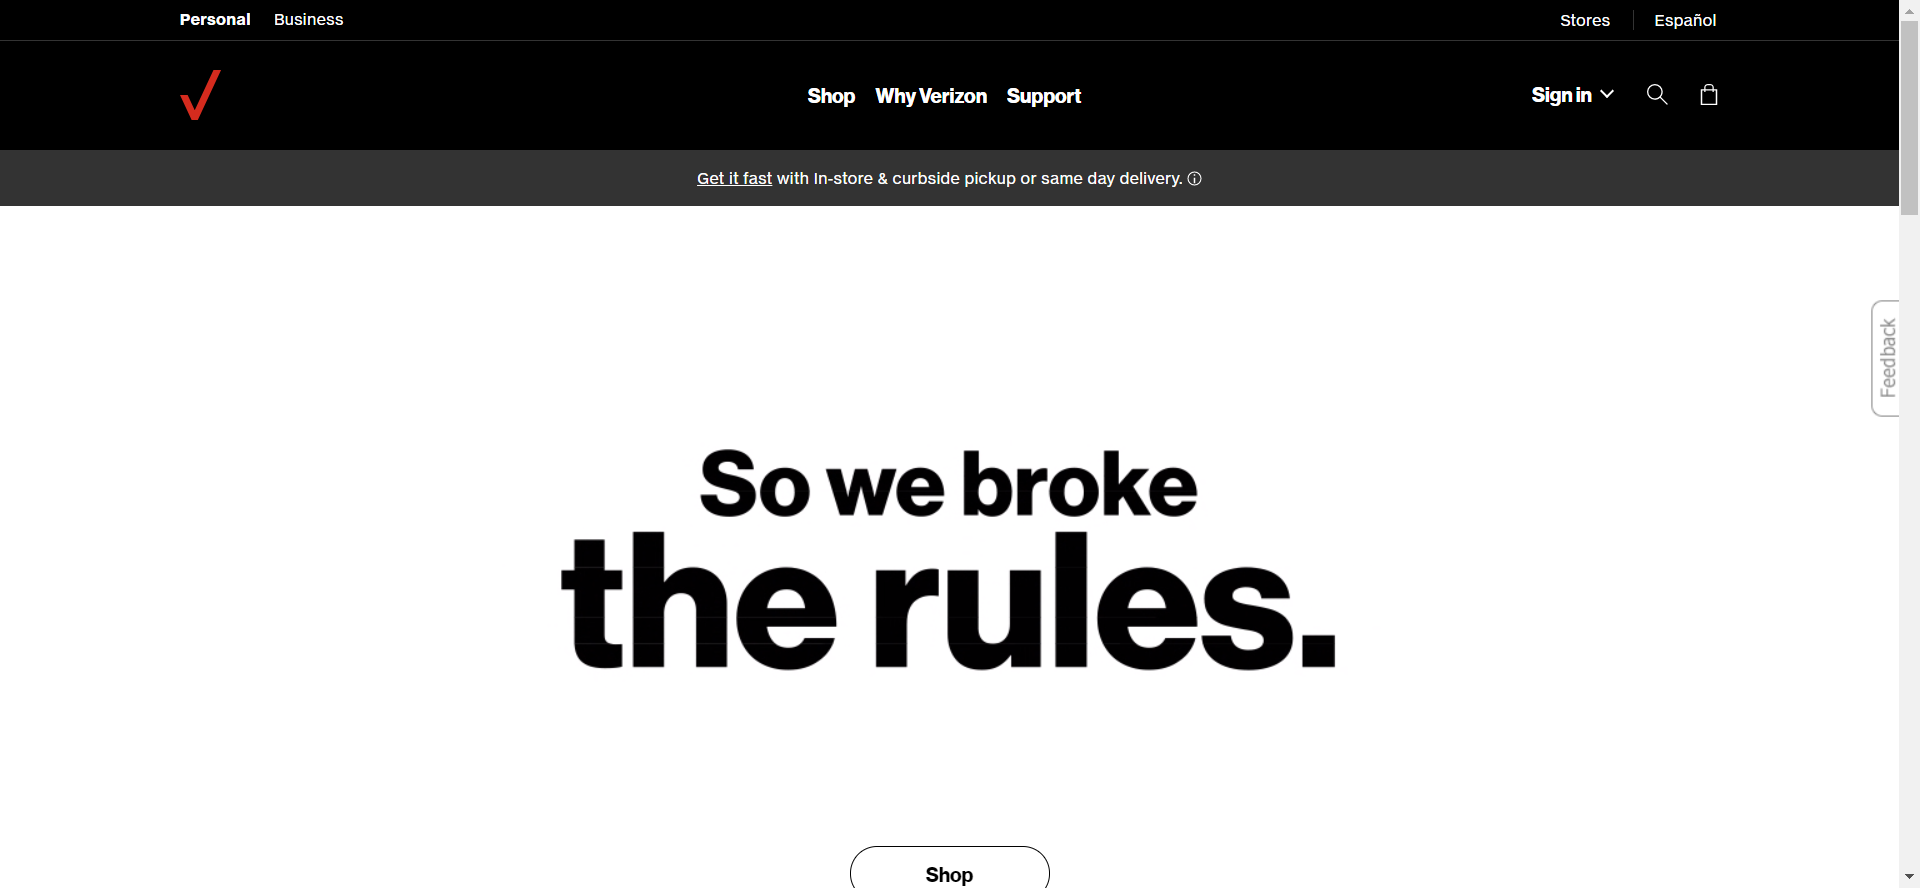 Personal Business
Stores Español
Shop Why Verizon Support
Sign in
Get it fast with In-store & curbside pickup or same day delivery.
Feedback
So we broke
the rules.
Shop